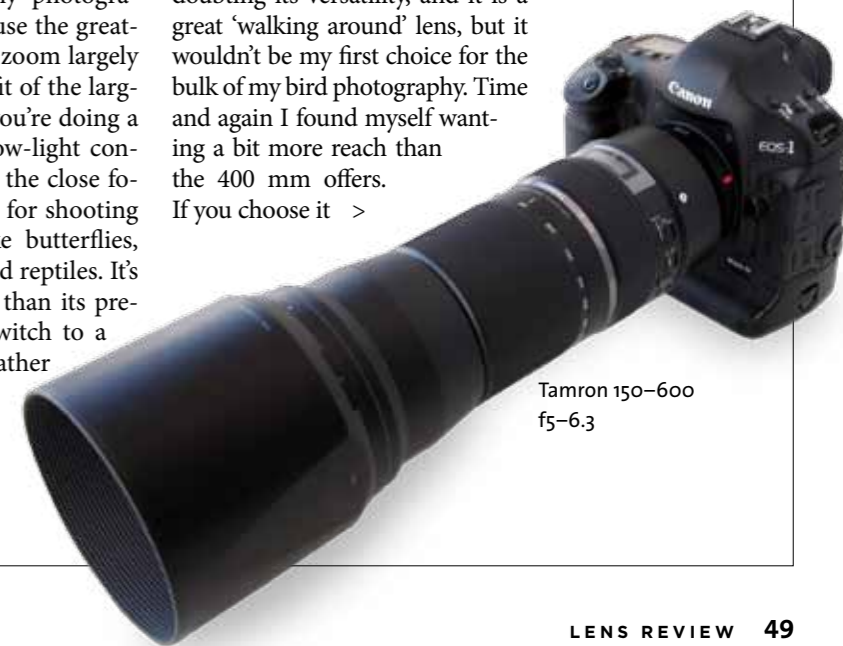 y photogra-
use the great-
zoom largely
it of the larg-
ou're doing a
ow-light con-
the close fo-
for shooting
e butterflies,
d reptiles. It's
than its pre-
witch to a
ather
doubting its versatility, and it is a
great ‘walking around’ lens, but it
wouldn't be my first choice for the
bulk of my bird photography. Time
and again I found myself want-
ing a bit more reach than
the 400 mm offers.
If you choose it >
Canon
EOS-1
Tamron 150–600
f5–6.3
LENS REVIEW 49